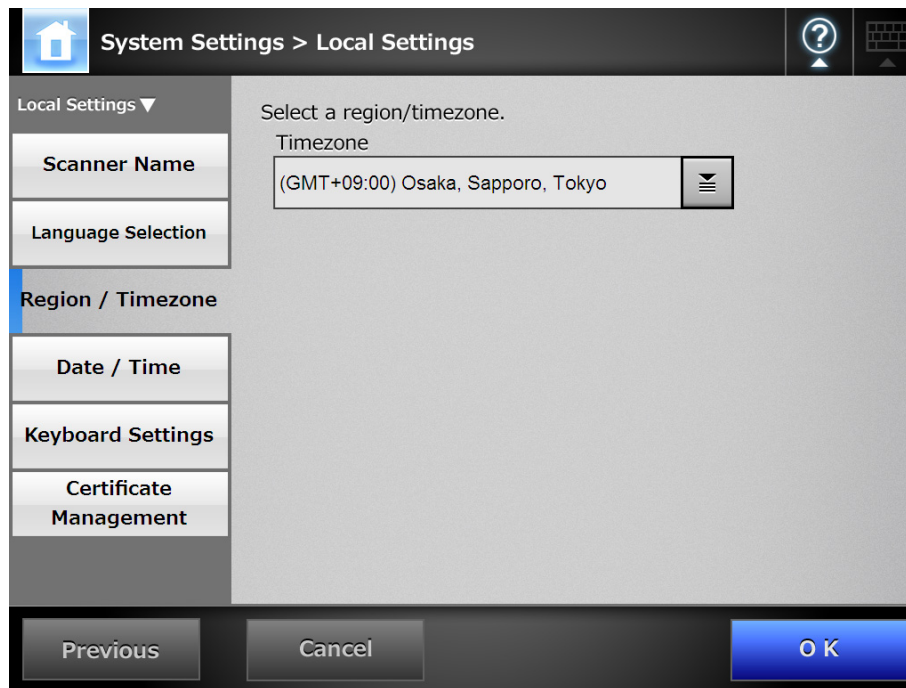 System Settings > Local Settings
?
Local Settings ▼
Scanner Name
Language Selection
Region / Timezone
Date / Time
Keyboard Settings
Certificate
Management
Select a region/timezone.
Timezone
(GMT+09:00) Osaka, Sapporo, Tokyo
Previous
Cancel
O K